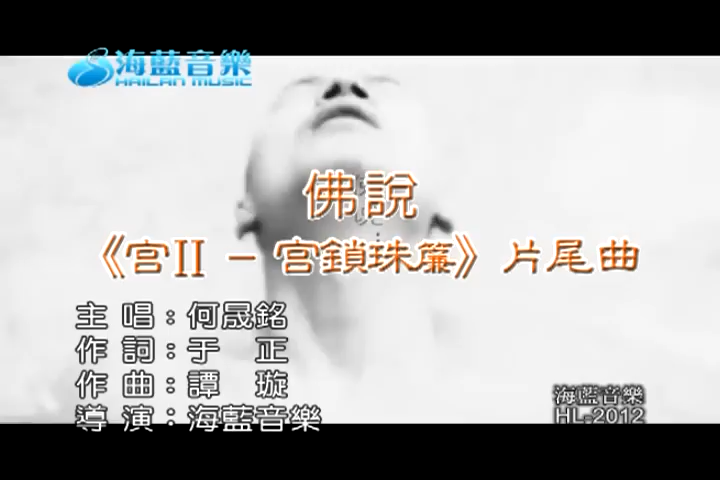 海藍音樂
HAILAN MUSIC
佛說
《宫II － 宫鎖珠簾》片尾曲
主 唱：何晟銘
作 詞：于　正
作 曲：譚　璇
導 演：海藍音樂
海藍音樂
HL-2012